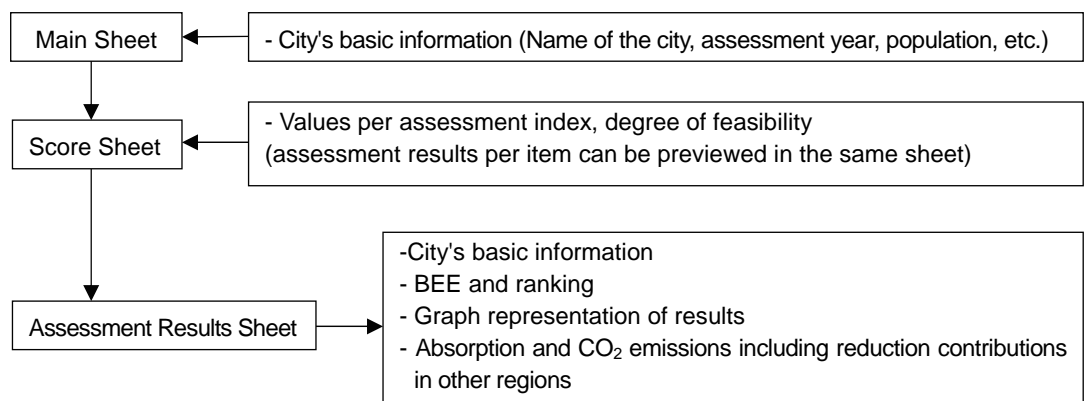 Main Sheet
- City's basic information (Name of the city, assessment year, population, etc.)
Score Sheet
- Values per assessment index, degree of feasibility
(assessment results per item can be previewed in the same sheet)
Assessment Results Sheet
-City's basic information
- BEE and ranking
- Graph representation of results
- Absorption and CO₂ emissions including reduction contributions
in other regions